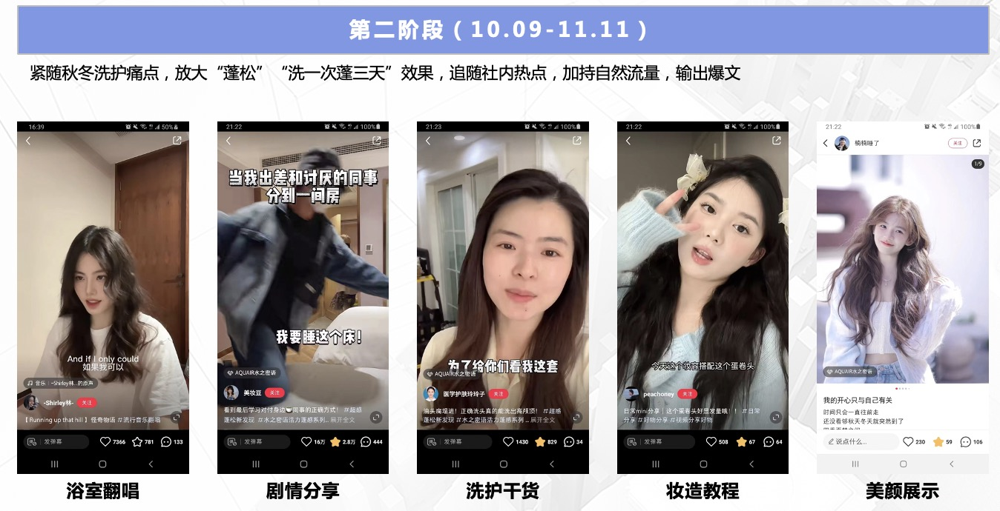 第二阶段（10.09-11.11）
紧随秋冬洗护痛点，放大“蓬松”“洗一次蓬三天”效果，追随社内热点，加持自然流量，输出爆文
16:39
50%
And if I only could
如果我可以
音乐 | -Shirley林..的原声
-Shirley林-
关注
【 Running up that hill 】怪奇物语 #流行音乐翻唱
发弹幕
7366
781
133
浴室翻唱
21:22
100%
当我出差和讨厌的同事
分到一间房
我要睡这个床！
AQUAIR水之密语
美妆豆
关注
看到最后学习对付身边🍵同事的正确方式！ #超感
蓬松新发现 #水之密语活力蓬感系列... 展开全文
发弹幕
16万
2.8万
444
剧情分享
21:23
100%
为了给你们看我这套
AQUAIR水之密语
医学护肤玲玲子
关注
油头扁塌逃！正确洗头真的能洗出高颅顶！ #超感
蓬松新发现 #水之密语活力蓬感系列... 展开全文
发弹幕
1430
829
34
洗护干货
21:22
100%
今天这个妆容搭配这个蛋卷头
peachoney
关注
日常mini分享｜这个蛋卷头好显发量哦！！ #日常
分享 #好物分享 #视频分享好物
发弹幕
508
67
64
妆造教程
21:22
100%
楠楠睡了
关注
1/9
AQUAIR水之密语
我的开心只与自己有关
时间只会一直往前走
还没看够秋天冬天就突然到了
说点什么...
230
59
106
美颜展示